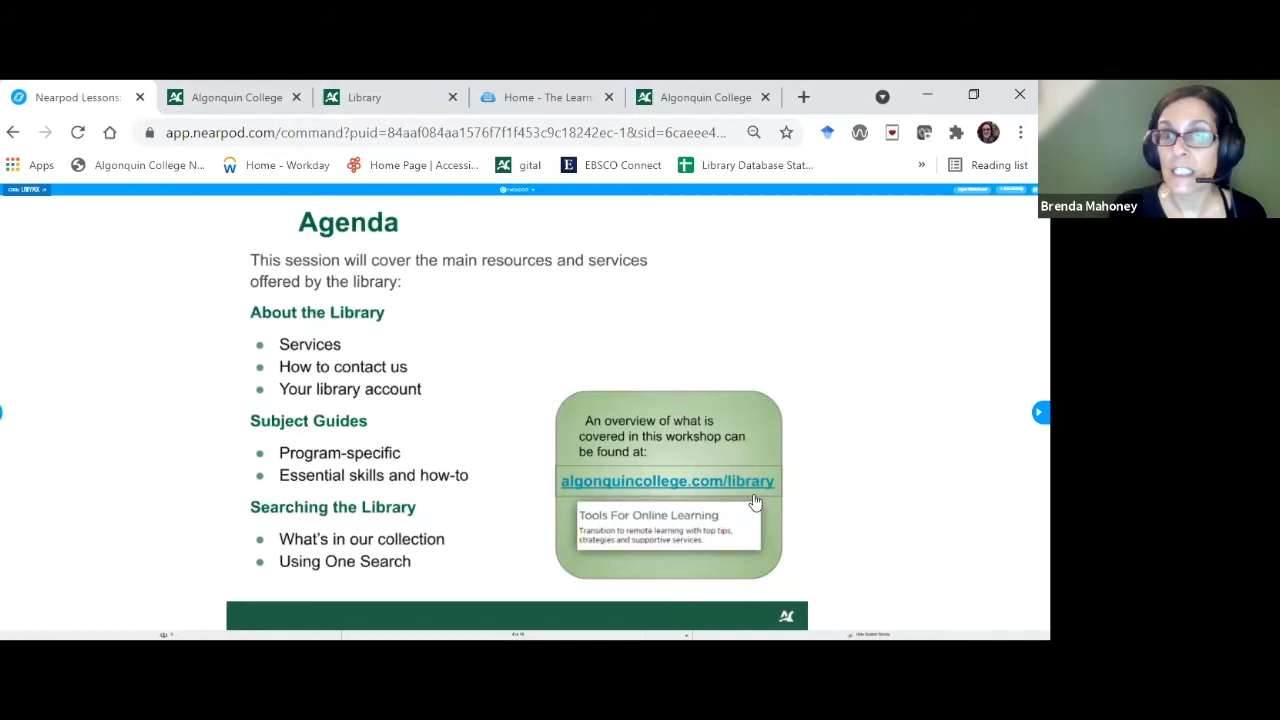 Nearpod Lessons:
Algonquin College
Library
Home - The Learn
Algonquin College
app.nearpod.com/command?puid=84aaf084aa1576f7f1f453c9c18242ec-1&sid=6caeee4...
Apps
Algonquin College N...
Home - Workday
Home Page | Accessi...
gital
EBSCO Connect
Library Database Stat...
»
Reading list
nearpod
Brenda Mahoney
Agenda
This session will cover the main resources and services
offered by the library:
About the Library
Services
How to contact us
Your library account
Subject Guides
Program-specific
Essential skills and how-to
Searching the Library
What's in our collection
Using One Search
An overview of what is
covered in this workshop can
be found at:
algonquincollege.com/library
Tools For Online Learning
Transition to remote learning with top tips,
strategies and supportive services.